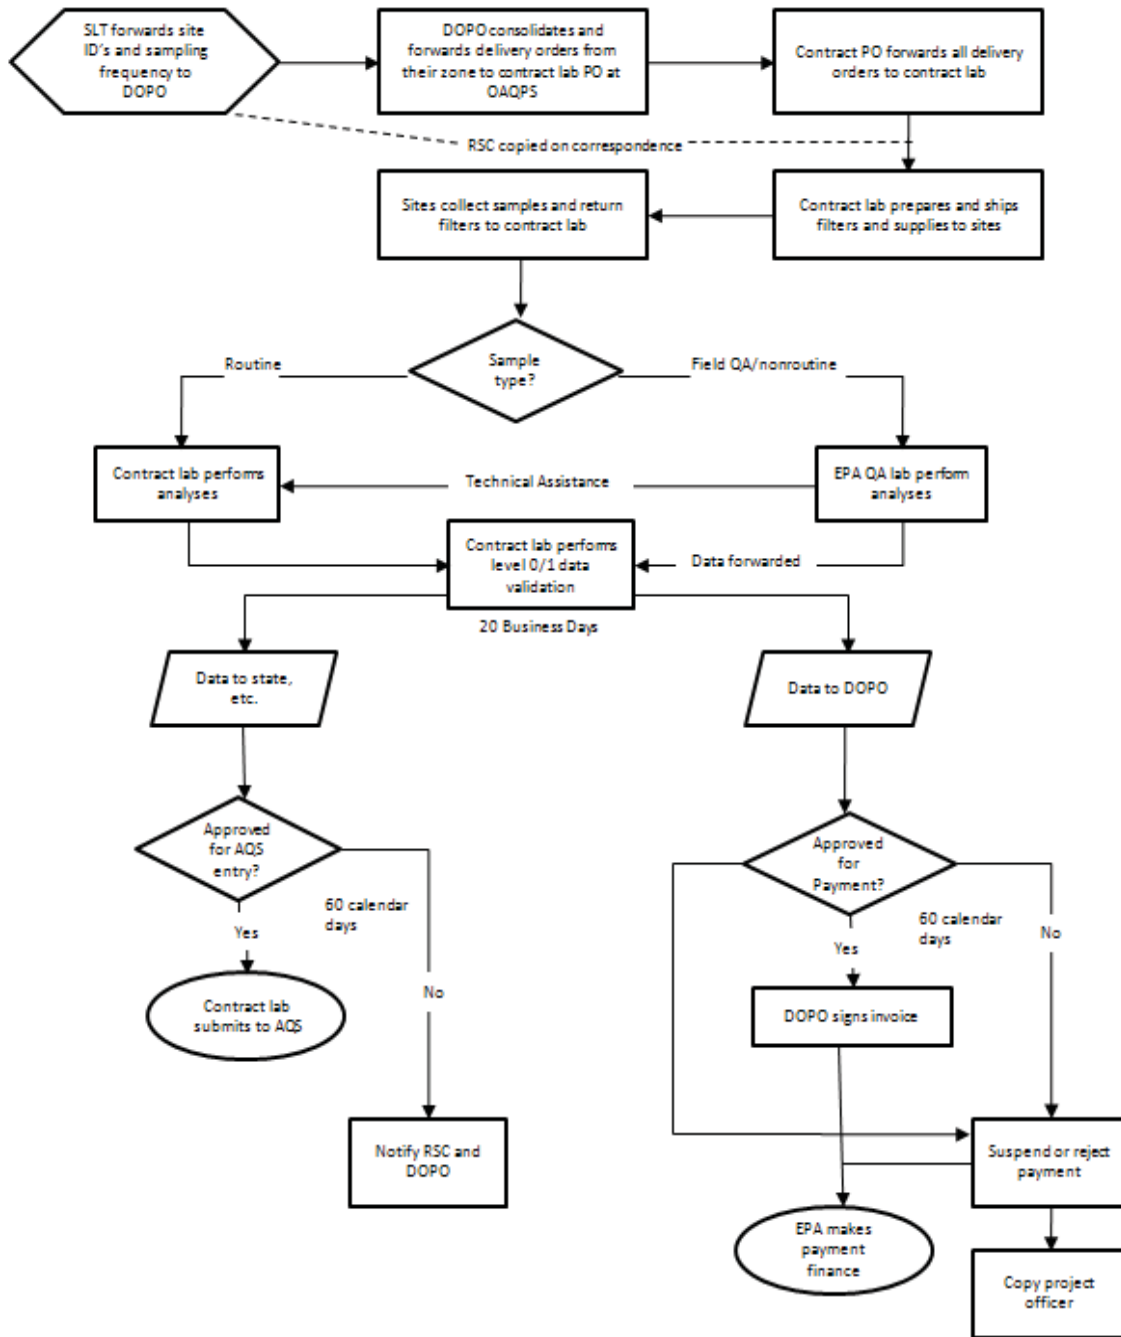 SLT forwards site
ID's and sampling
frequency to
DOPO
DOPO consolidates and
forwards delivery orders from
their zone to contract lab PO at
OAQPS
Contract PO forwards all delivery
orders to contract lab
RSC copied on correspondence
Sites collect samples and return
filters to contract lab
Contract lab prepares and ships
filters and supplies to sites
Sample
type?
Routine
Field QA/nonroutine
Contract lab performs
analyses
Technical Assistance
EPA QA lab perform
analyses
Contract lab performs
level 0/1 data
validation
Data forwarded
20 Business Days
Data to state,
etc.
Data to DOPO
Approved
for AQS
entry?
Approved
for
Payment?
60 calendar
days
Yes
No
60 calendar
days
Yes
No
Contract lab
submits to AQS
DOPO signs invoice
Notify RSC and
DOPO
Suspend or reject
payment
EPA makes
payment
finance
Copy project
officer